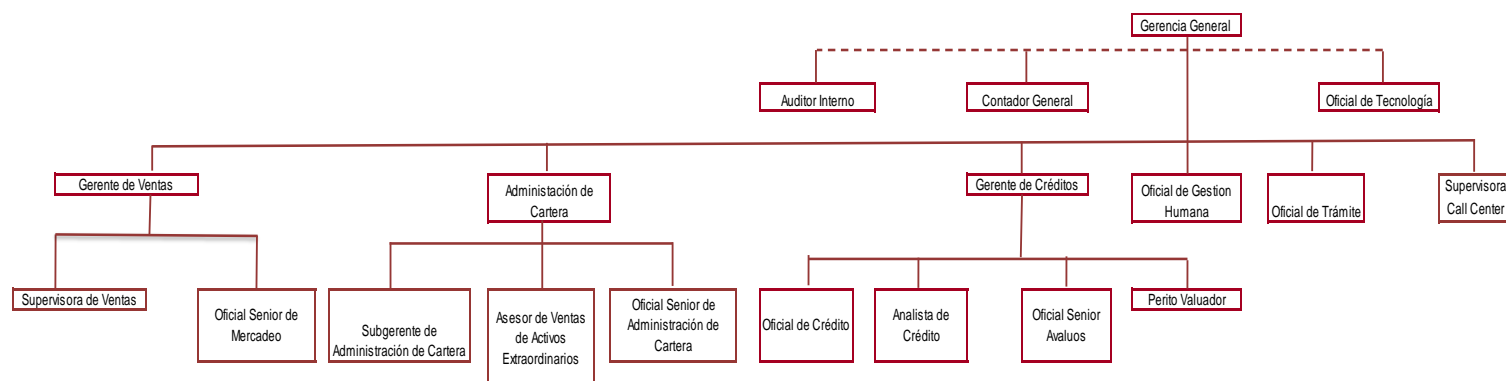 Gerencia General
Auditor Interno
Contador General
Oficial de Tecnología
Gerente de Ventas
Administación de
Cartera
Gerente de Créditos
Oficial de Gestion
Humana
Oficial de Trámite
Supervisora
Call Center
Supervisora de Ventas
Oficial Senior de
Mercadeo
Subgerente de
Administración de Cartera
Asesor de Ventas
de Activos
Extraordinarios
Oficial Senior de
Administración de
Cartera
Oficial de Crédito
Analista de
Crédito
Oficial Senior
Avaluos
Perito Valuador